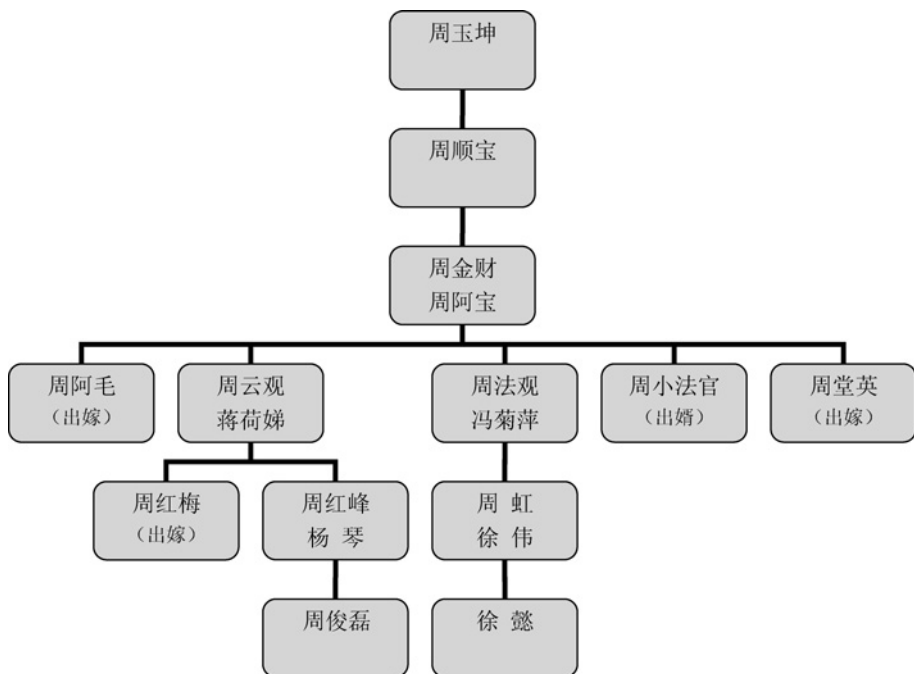 周玉坤
周顺宝
周金财
周阿宝
周阿毛
（出嫁）
周云观
蒋荷娣
周法观
冯菊萍
周小法官
（出婿）
周堂英
（出嫁）
周红梅
（出嫁）
周红峰
杨 琴
周 虹
徐 伟
周俊磊
徐 懿